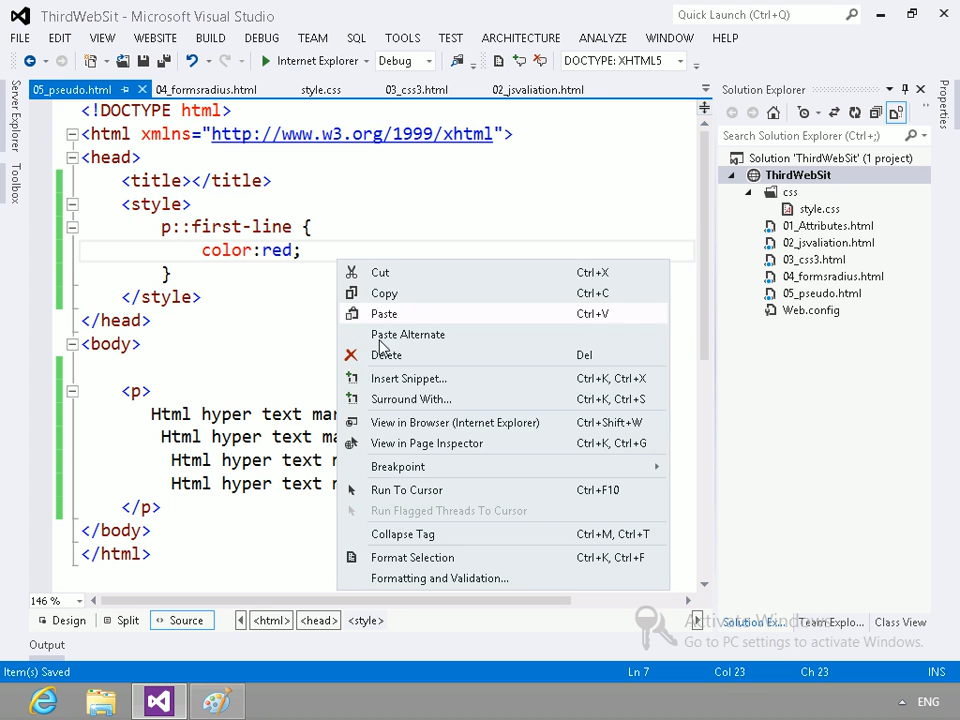 ThirdWebSit - Microsoft Visual Studio
Quick Launch (Ctrl+Q)
FILE EDIT VIEW WEBSITE BUILD DEBUG TEAM SQL TOOLS TEST ARCHITECTURE ANALYZE WINDOW HELP
Internet Explorer Debug DOCTYPE: XHTML5
Server Explorer
Toolbox
05_pseudo.html 04_formsradius.html style.css 03_css3.html 02_jsvaliation.html
<!DOCTYPE html>
<html xmlns="http://www.w3.org/1999/xhtml">
<head>
<title></title>
<style>
p::first-line {
color:red;
}
</style>
</head>
<body>
<p>
Html hyper text mar
Html hyper text ma
Html hyper text
Html hyper text
</p>
</body>
</html>
Cut Ctrl+X
Copy Ctrl+C
Paste Ctrl+V
Paste Alternate
Delete Del
Insert Snippet... Ctrl+K, Ctrl+X
Surround With... Ctrl+K, Ctrl+S
View in Browser (Internet Explorer) Ctrl+Shift+W
View in Page Inspector Ctrl+K, Ctrl+G
Breakpoint
Run To Cursor Ctrl+F10
Run Flagged Threads To Cursor
Collapse Tag Ctrl+M, Ctrl+T
Format Selection Ctrl+K, Ctrl+F
Formatting and Validation...
Solution Explorer
Search Solution Explorer (Ctrl+;)
Solution 'ThirdWebSit' (1 project)
ThirdWebSit
css
style.css
01_Attributes.html
02_jsvaliation.html
03_css3.html
04_formsradius.html
05_pseudo.html
Web.config
Properties
146 %
Design Split Source <html> <head> <style>
Solution Ex... Team Explo... Class View
Activate Windows
Go to PC settings to activate Windows.
Output
Item(s) Saved Ln 7 Col 23 Ch 23 INS
ENG